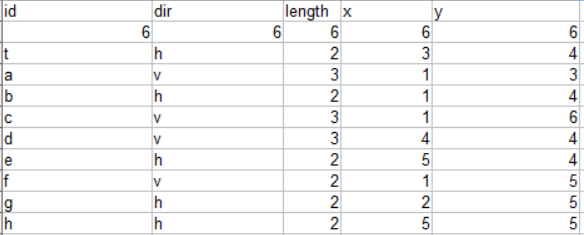 id dir length x y
6 6 6 6 6
t h 2 3 4
a v 3 1 3
b h 2 1 4
c v 3 1 6
d v 3 4 4
e h 2 5 4
f v 2 1 5
g h 2 2 5
h h 2 5 5